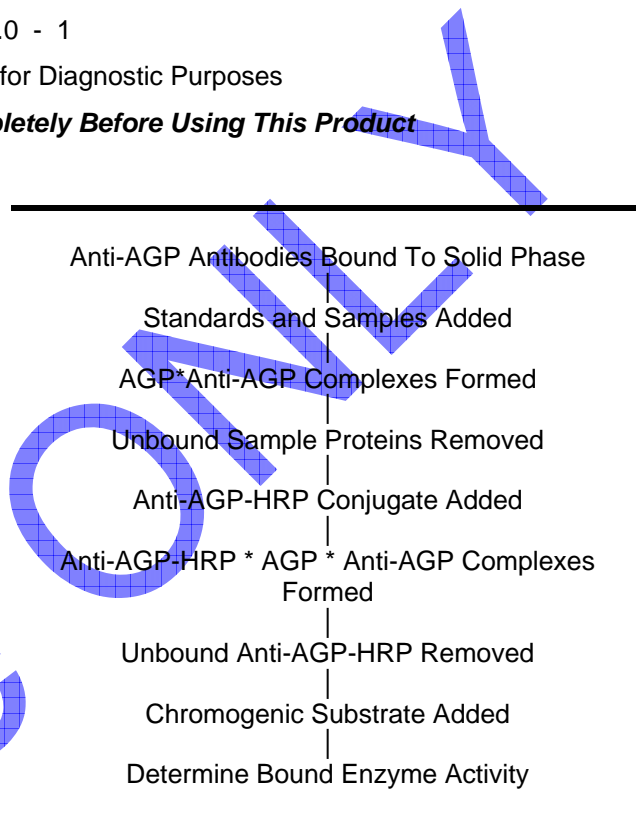 .0 - 1
for Diagnostic Purposes
pletely Before Using This Product
Anti-AGP Antibodies Bound To Solid Phase
|
Standards and Samples Added
|
AGP*Anti-AGP Complexes Formed
|
Unbound Sample Proteins Removed
|
Anti-AGP-HRP Conjugate Added
|
Anti-AGP-HRP * AGP * Anti-AGP Complexes
Formed
|
Unbound Anti-AGP-HRP Removed
|
Chromogenic Substrate Added
|
Determine Bound Enzyme Activity
ONLY